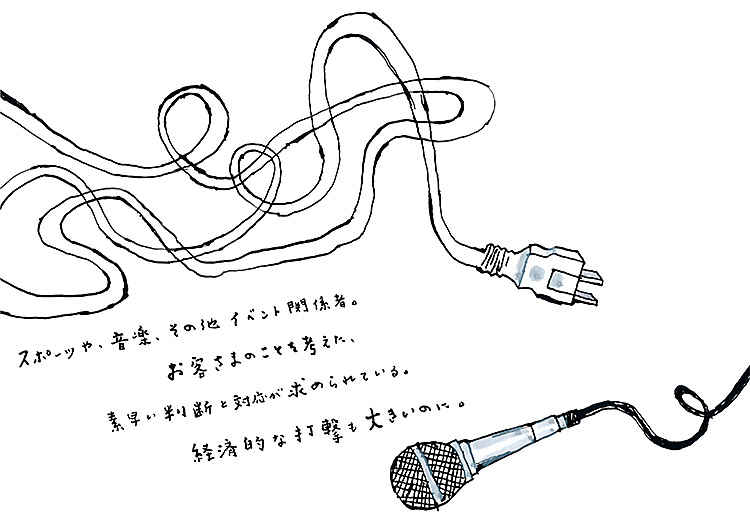 スポーツや、音楽、その他イベント関係者。
お客さまのことを考えた、
素早い判断と対応が求められている。
経済的な打撃も大きいのに。